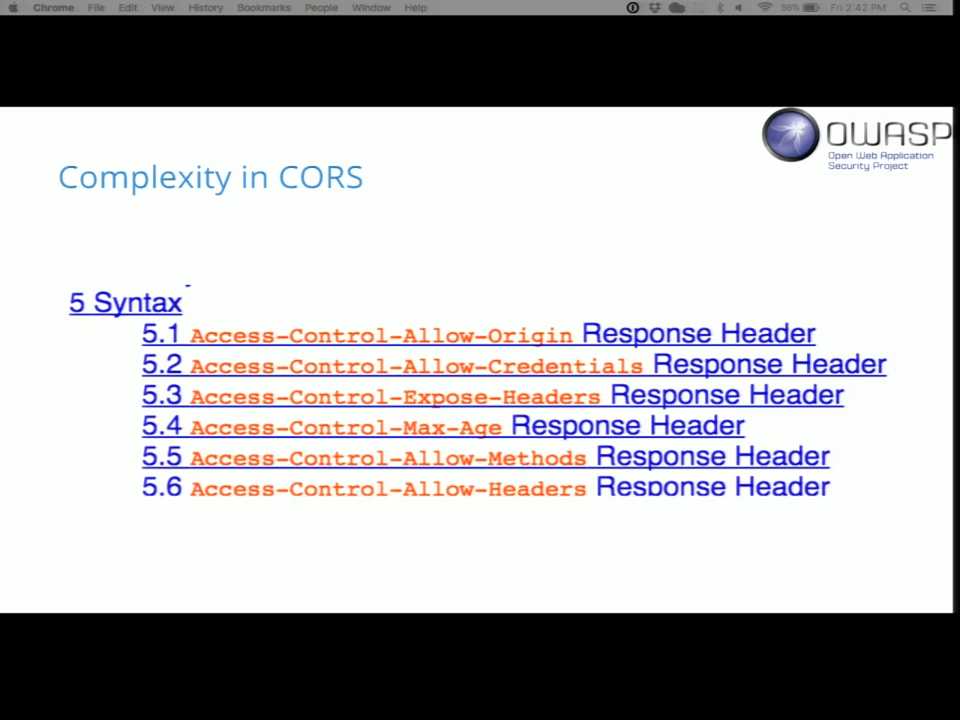 Chrome File Edit View History Bookmarks People Window Help 86% Fri 2:42 PM
OWASP
Open Web Application
Security Project
Complexity in CORS
5 Syntax
5.1 Access-Control-Allow-Origin Response Header
5.2 Access-Control-Allow-Credentials Response Header
5.3 Access-Control-Expose-Headers Response Header
5.4 Access-Control-Max-Age Response Header
5.5 Access-Control-Allow-Methods Response Header
5.6 Access-Control-Allow-Headers Response Header